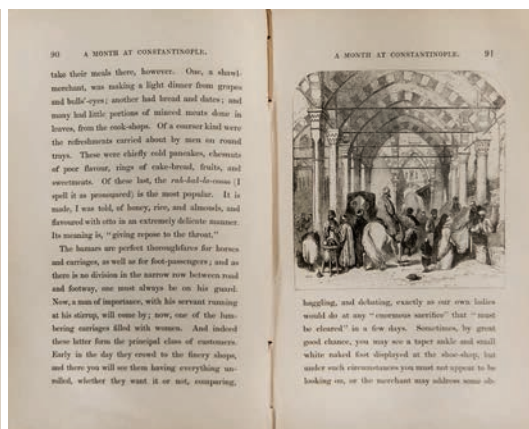 90 A MONTH AT CONSTANTINOPLE.
take their meals there, however. One, a shawl-
merchant, was making a light dinner from grapes
and bulls'-eyes; another had bread and dates; and
many had little portions of minced meats done in
leaves, from the cook-shops. Of a coarser kind were
the refreshments carried about by men on round
trays. These were chiefly cold pancakes, chesnuts
of poor flavour, rings of cake-bread, fruits, and
sweetmeats. Of these last, the (I
spell it as pronounced) is the most popular. It is
made, I was told, of honey, rice, and almonds, and
flavoured with otto in an extremely delicate manner.
Its meaning is, "giving repose to the throat."
The bazaars are perfect thoroughfares for horses
and carriages, as well as for foot-passengers; and as
there is no division in the narrow row between road
and footway, one must always be on his guard.
Now, a man of importance, with his servant running
at his stirrup, will come by; now, one of the lum-
bering carriages filled with women. And indeed
these latter form the principal class of customers.
Early in the day they crowd to the finery shops,
and there you will see them having everything un-
rolled, whether they want it or not, comparing,
A MONTH AT CONSTANTINOPLE. 91
haggling, and debating, exactly as our own ladies
would do at any "enormous sacrifice" that "must
be cleared" in a few days. Sometimes, by great
good chance, you may see a taper ankle and small
white naked foot displayed at the shoe-shop, but
under such circumstances you must not appear to be
looking on, or the merchant may address some ob-